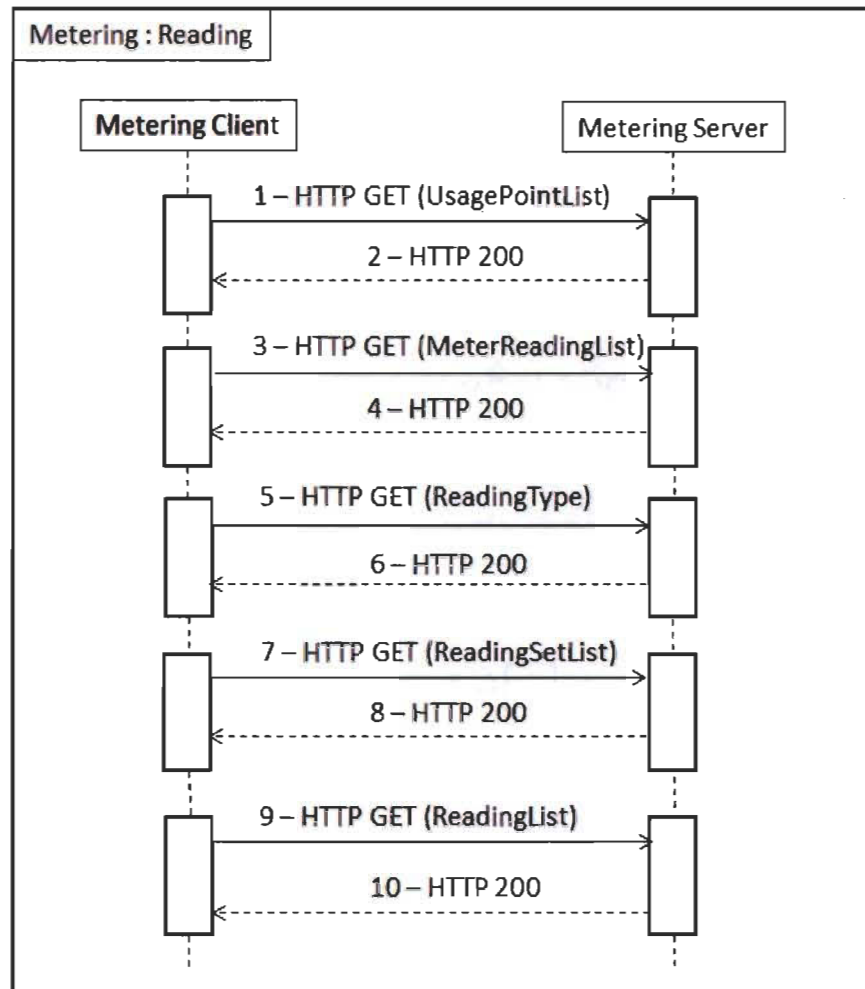 Metering : Reading
Metering Client
Metering Server
1 – HTTP GET (UsagePointList)
2 – HTTP 200
3 – HTTP GET (MeterReadingList)
4 – HTTP 200
5 – HTTP GET (ReadingType)
6 – HTTP 200
7 – HTTP GET (ReadingSetList)
8 – HTTP 200
9 – HTTP GET (ReadingList)
10 – HTTP 200